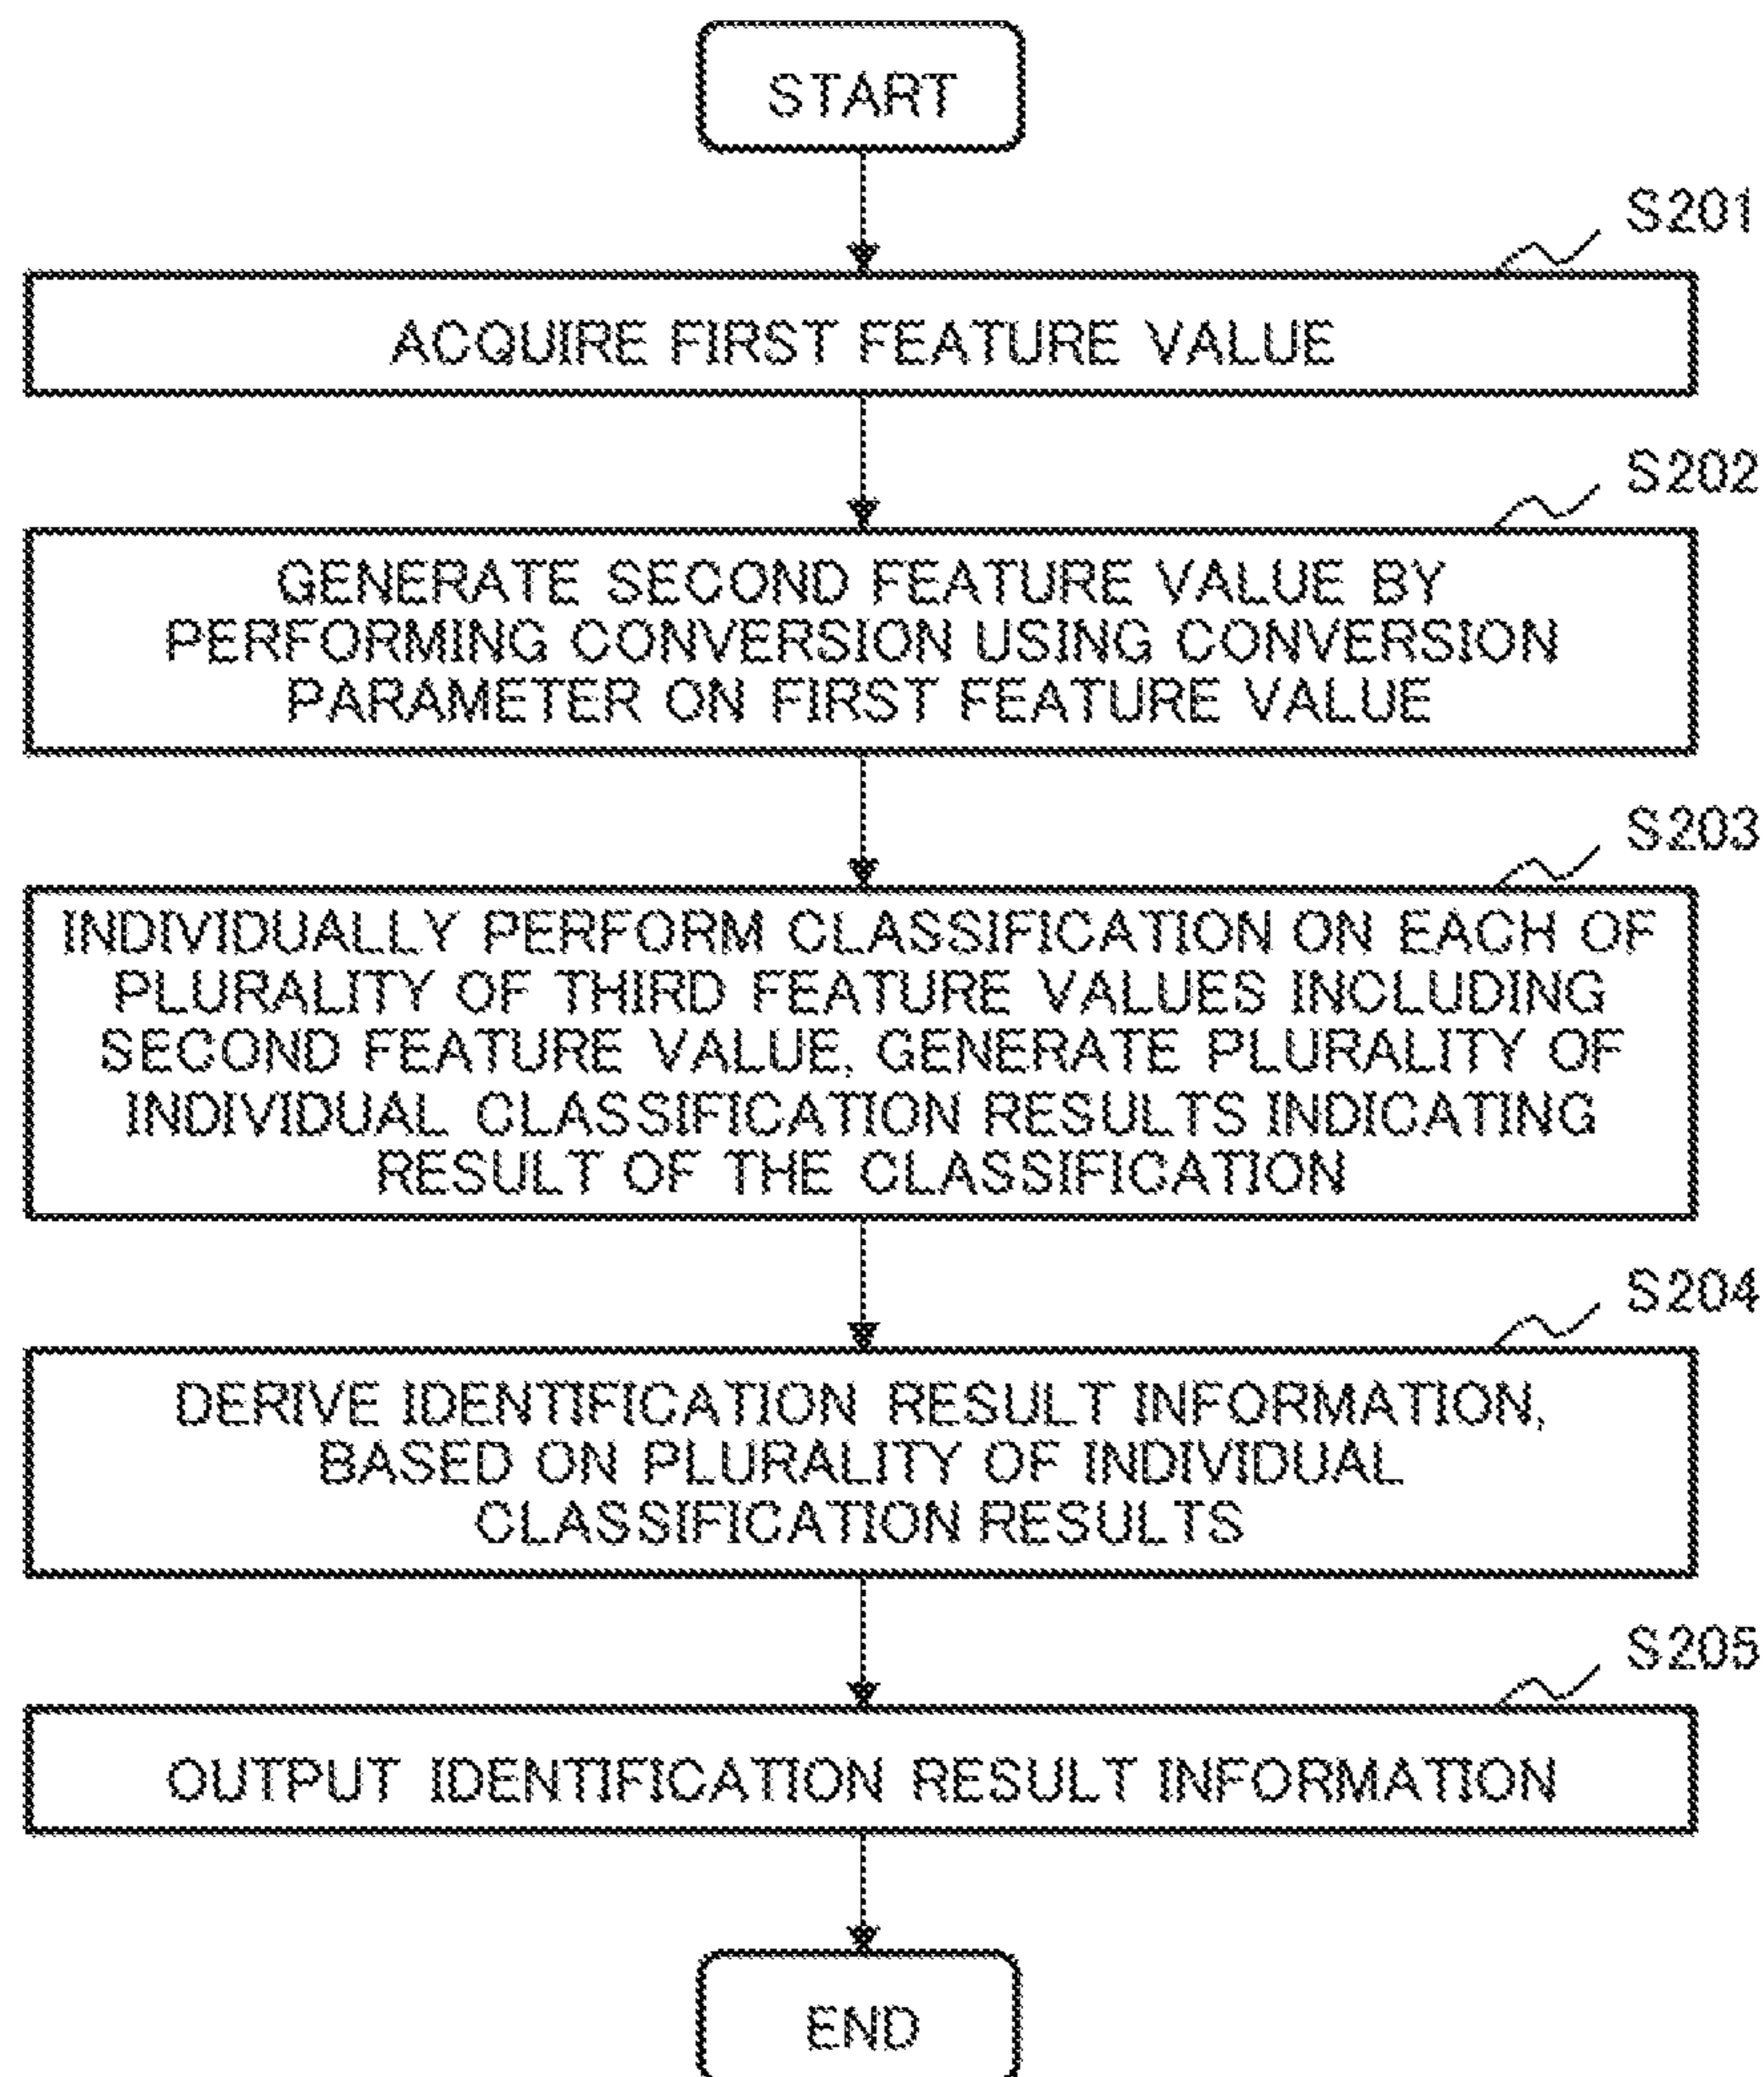 START
S201
ACQUIRE FIRST FEATURE VALUE
S202
GENERATE SECOND FEATURE VALUE BY
PERFORMING CONVERSION USING CONVERSION
PARAMETER ON FIRST FEATURE VALUE
S203
INDIVIDUALLY PERFORM CLASSIFICATION ON EACH OF
PLURALITY OF THIRD FEATURE VALUES INCLUDING
SECOND FEATURE VALUE, GENERATE PLURALITY OF
INDIVIDUAL CLASSIFICATION RESULTS INDICATING
RESULT OF THE CLASSIFICATION
S204
DERIVE IDENTIFICATION RESULT INFORMATION,
BASED ON PLURALITY OF INDIVIDUAL
CLASSIFICATION RESULTS
S205
OUTPUT IDENTIFICATION RESULT INFORMATION
END